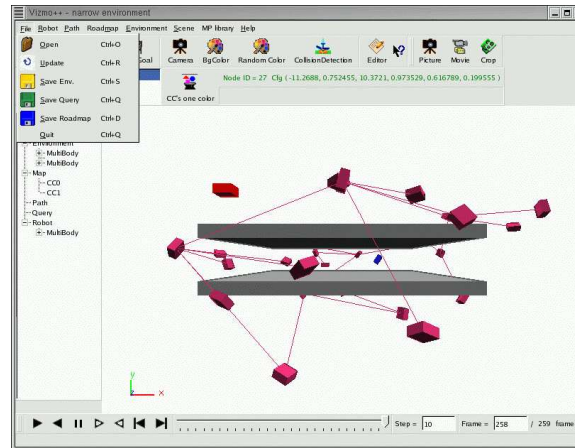 Vizmo++ - narrow environment
File Robot Path Roadmap Environment Scene MP library Help
Open Ctrl+O
Update Ctrl+R
Save Env. Ctrl+S
Save Query Ctrl+Q
Save Roadmap Ctrl+D
Quit Ctrl+Q
Goal Camera BgColor Random Color CollisionDetection Editor Picture Movie Crop
CC's one color
Node ID = 27 Cfg ( -11.2688, 0.752455, 10.3721, 0.973529, 0.616789, 0.199555 )
Environment
MultiBody
MultiBody
Map
CC0
CC1
Path
Query
Robot
MultiBody
y
x
Step = 10 Frame = 258 / 259 frame